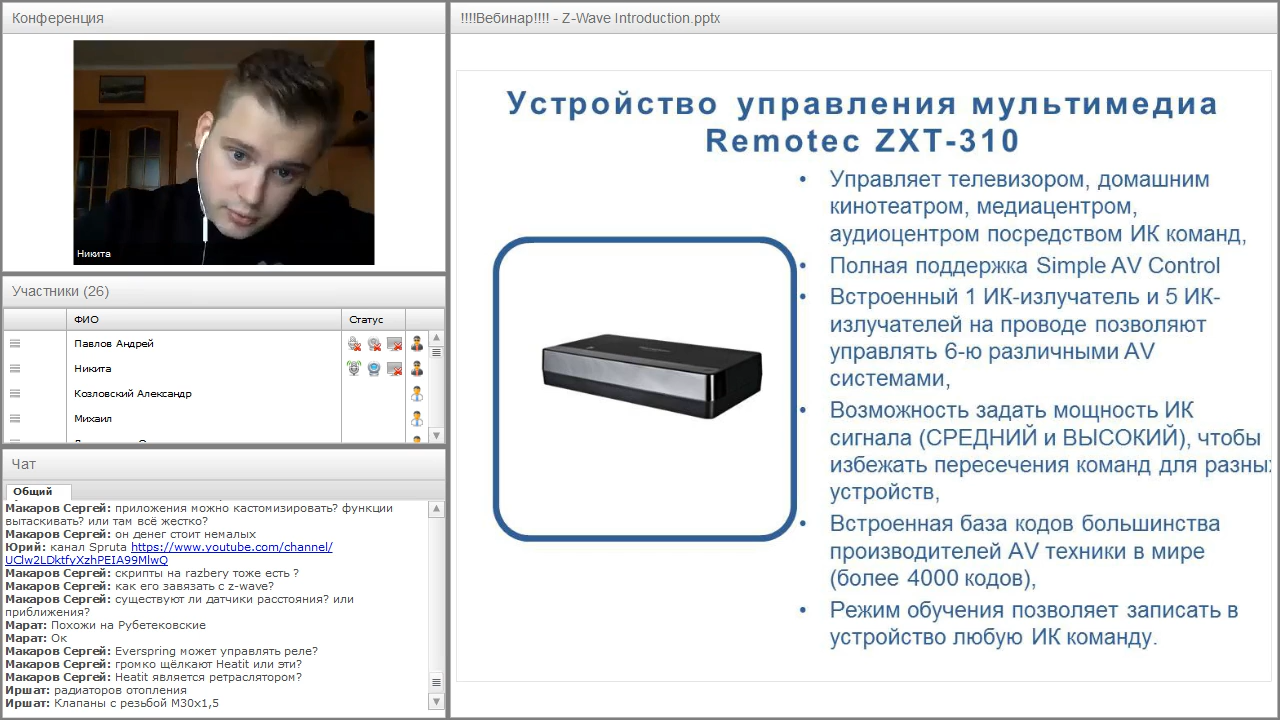 Конференция
Никита
Участники (26)
ФИО
Статус
Павлов Андрей
Никита
Козловский Александр
Михаил
Чат
Общий
Макаров Сергей: приложения можно кастомизировать? функции
вытаскивать? или там всё жестко?
Макаров Сергей: он денег стоит немалых
Юрий: канал Spruta https://www.youtube.com/channel/
UClw2LDktfyXzhPEIA99MlwQ
Макаров Сергей: скрипты на razbery тоже есть ?
Макаров Сергей: как его завязать с z-wave?
Макаров Сергей: существуют ли датчики расстояния? или
приближения?
Марат: Похожи на Рубетековские
Марат: Ок
Макаров Сергей: Everspring может управлять реле?
Макаров Сергей: громко щёлкают Heatit или эти?
Макаров Сергей: Heatit является ретраслятором?
Иршат: радиаторов отопления
Иршат: Клапаны с резьбой М30х1,5
!!!!Вебинар!!!! - Z-Wave Introduction.pptx
Устройство управления мультимедиа
Remotec ZXT-310
• Управляет телевизором, домашним
кинотеатром, медиацентром,
аудиоцентром посредством ИК команд,
• Полная поддержка Simple AV Control
• Встроенный 1 ИК-излучатель и 5 ИК-
излучателей на проводе позволяют
управлять 6-ю различными AV
системами,
• Возможность задать мощность ИК
сигнала (СРЕДНИЙ и ВЫСОКИЙ), чтобы
избежать пересечения команд для разных
устройств,
• Встроенная база кодов большинства
производителей AV техники в мире
(более 4000 кодов),
• Режим обучения позволяет записать в
устройство любую ИК команду.